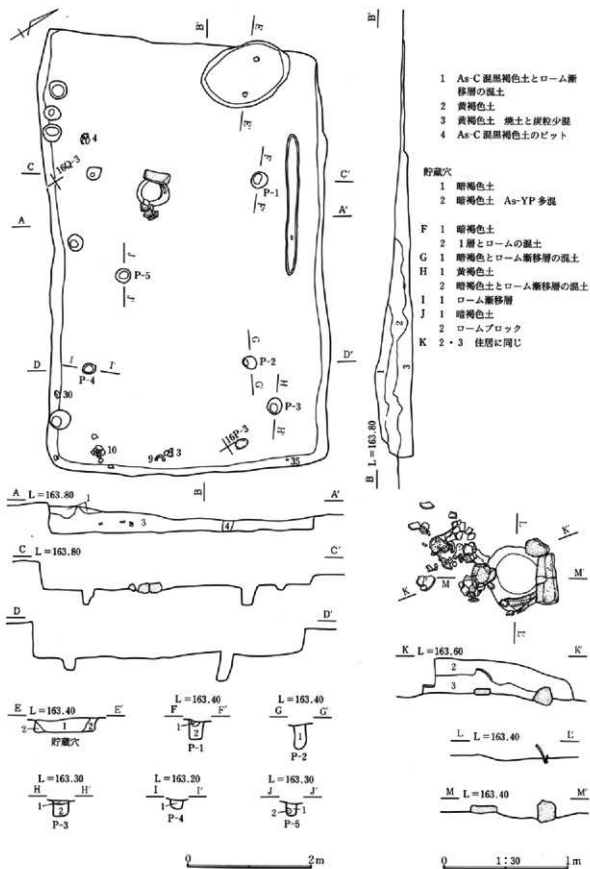 B′
E′
4
16Q-3
C
C′
F
P-1
F′
A
A′
E′′
J
P-5
J′
G
D
I
I′
P-4
P-2
D′
G
H
30
P-3
H′
16P-3
10
9
3
35
B
B′
2
1
3
B L=163.80
1 As-C 混黒褐色土とローム漸
移層の混土
2 黄褐色土
3 黄褐色土 焼土と炭粒少混
4 As-C 混黒褐色土のピット
貯蔵穴
1 暗褐色土
2 暗褐色土 As-YP 多混
F 1 暗褐色土
2 1層とロームの混土
G 1 暗褐色とローム漸移層の混土
H 1 黄褐色土
2 暗褐色土とローム漸移層の混土
I 1 ローム漸移層
J 1 暗褐色土
2 ロームブロック
K 2・3 住居に同じ
A L=163.80 A′
1
3
4
C L=163.80 C′
D D′
E L=163.40 E′
2 1 2
貯蔵穴
L=163.40
F F′
1
2
P-1
L=163.40
G G′
1
P-2
L=163.30
H H′
1
2
P-3
L=163.20
I I′
1
P-4
L=163.30
J J′
1
2
P-5
0 2m
L
K′
K
M
M′
L
K L=163.60 K′
2
3
L L=163.40 L′
M L=163.40 M′
0 1:30 1m